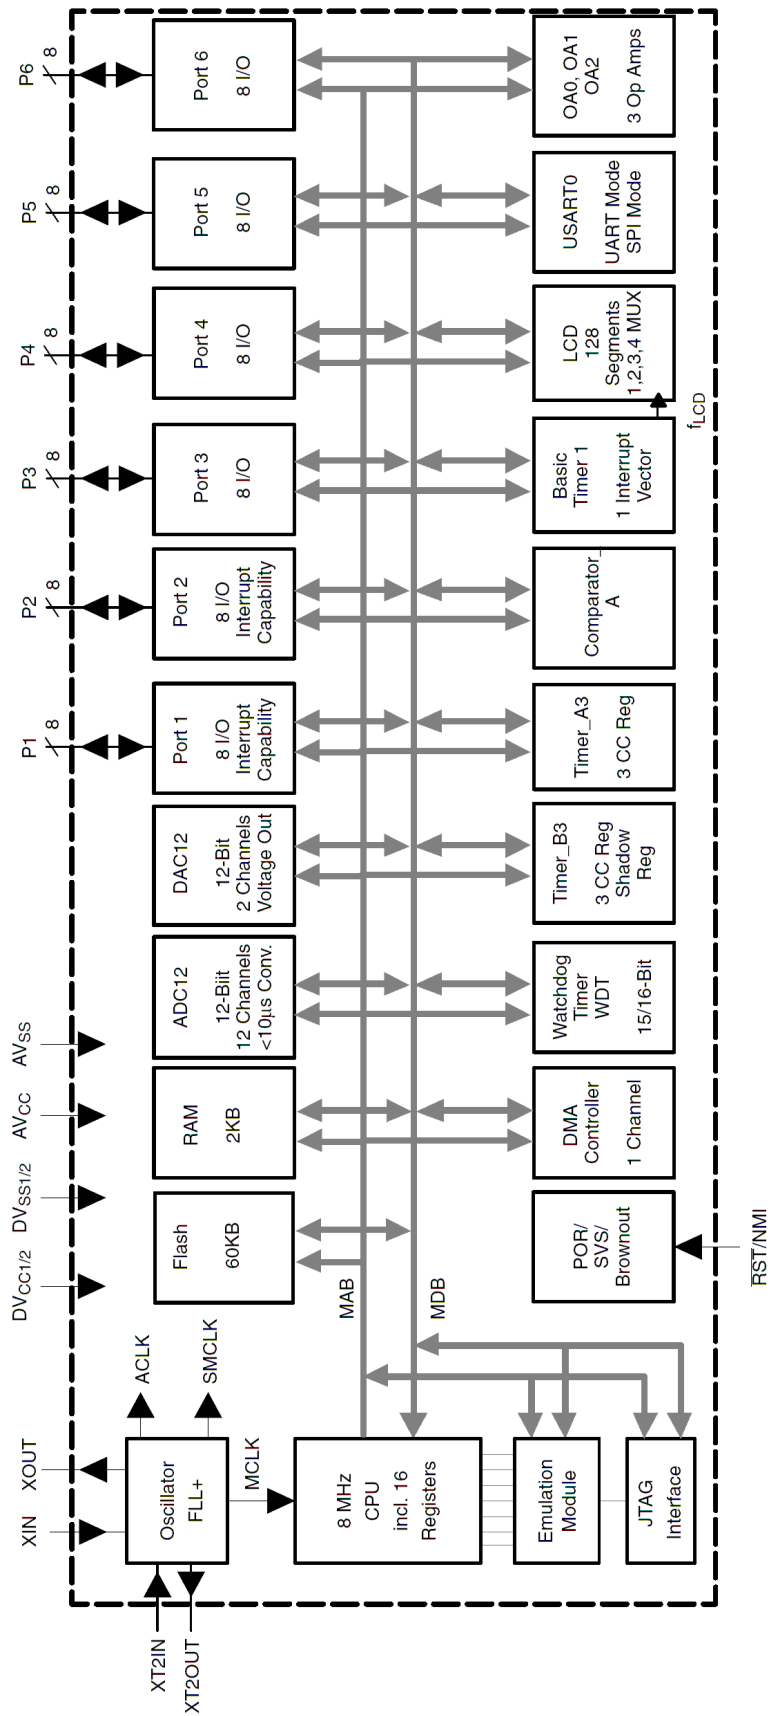 XIN
XOUT
DVCC1/2
DVSS1/2
AVCC
AVSS
P1
8
P2
8
P3
8
P4
8
P5
8
P6
8
XT2IN
XT2OUT
Oscillator
FLL+
ACLK
SMCLK
MCLK
Flash
60KB
RAM
2KB
ADC12
12-Biit
12 Channels
<10µs Conv.
DAC12
12-Bit
2 Channels
Voltage Out
Port 1
8 I/O
Interrupt
Capability
Port 2
8 I/O
Interrupt
Capability
Port 3
8 I/O
Port 4
8 I/O
Port 5
8 I/O
Port 6
8 I/O
8 MHz
CPU
incl. 16
Registers
MAB
MDB
Emulation
Module
JTAG
Interface
POR/
SVS/
Brownout
DMA
Controller
1 Channel
Watchdog
Timer
WDT
15/16-Bit
Timer_B3
3 CC Reg
Shadow
Reg
Timer_A3
3 CC Reg
Comparator_
A
Basic
Timer 1
1 Interrupt
Vector
LCD
128
Segments
1,2,3,4 MUX
USART0
UART Mode
SPI Mode
OA0, OA1
OA2
3 Op Amps
fLCD
RST/NMI